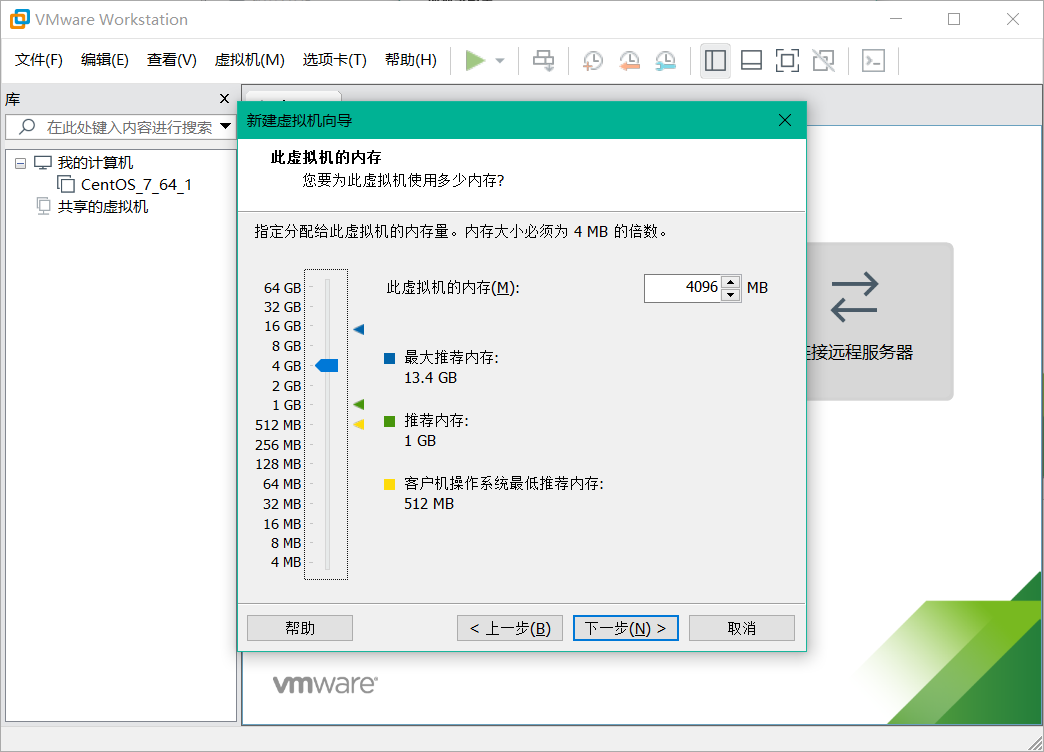 VMware Workstation
文件(F) 编辑(E) 查看(V) 虚拟机(M) 选项卡(T) 帮助(H)
库
在此处键入内容进行搜索
我的计算机
CentOS_7_64_1
共享的虚拟机
新建虚拟机向导
此虚拟机的内存
您要为此虚拟机使用多少内存?
指定分配给此虚拟机的内存量。内存大小必须为 4 MB 的倍数。
64 GB
32 GB
16 GB
8 GB
4 GB
2 GB
1 GB
512 MB
256 MB
128 MB
64 MB
32 MB
16 MB
8 MB
4 MB
此虚拟机的内存(M):
4096 MB
最大推荐内存:
13.4 GB
推荐内存:
1 GB
客户机操作系统最低推荐内存:
512 MB
帮助
< 上一步(B)
下一步(N) >
取消
接远程服务器
vmware